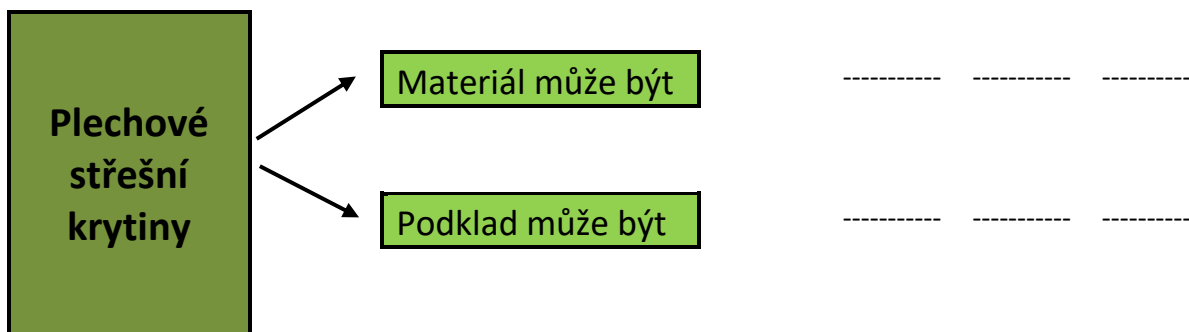 Plechové
střešní
krytiny
Materiál může být ----------- ----------- -----------
Podklad může být ----------- ----------- -----------